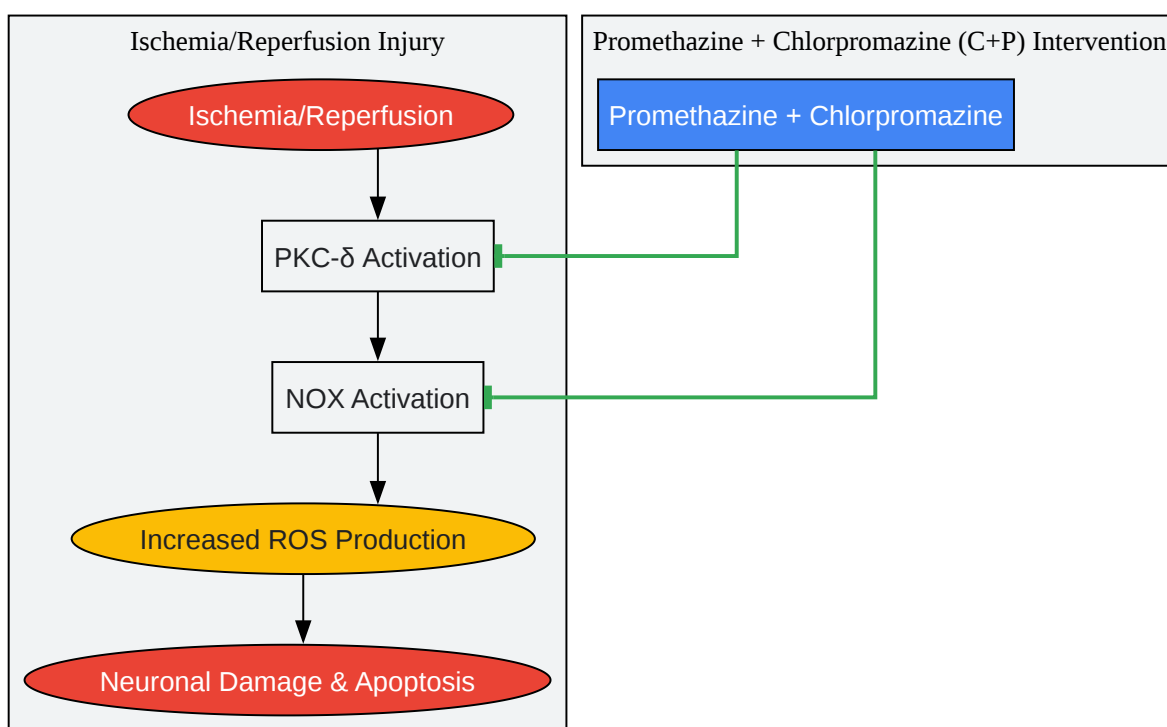 Ischemia/Reperfusion Injury
Promethazine + Chlorpromazine (C+P) Intervention
Ischemia/Reperfusion
Promethazine + Chlorpromazine
PKC-δ Activation
NOX Activation
Increased ROS Production
Neuronal Damage & Apoptosis